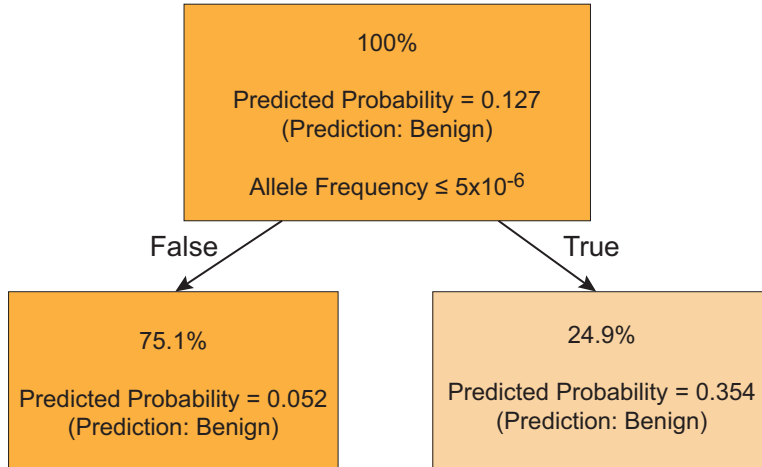 100%
Predicted Probability = 0.127
(Prediction: Benign)
Allele Frequency ≤ 5x10⁻⁶
False
True
75.1%
Predicted Probability = 0.052
(Prediction: Benign)
24.9%
Predicted Probability = 0.354
(Prediction: Benign)